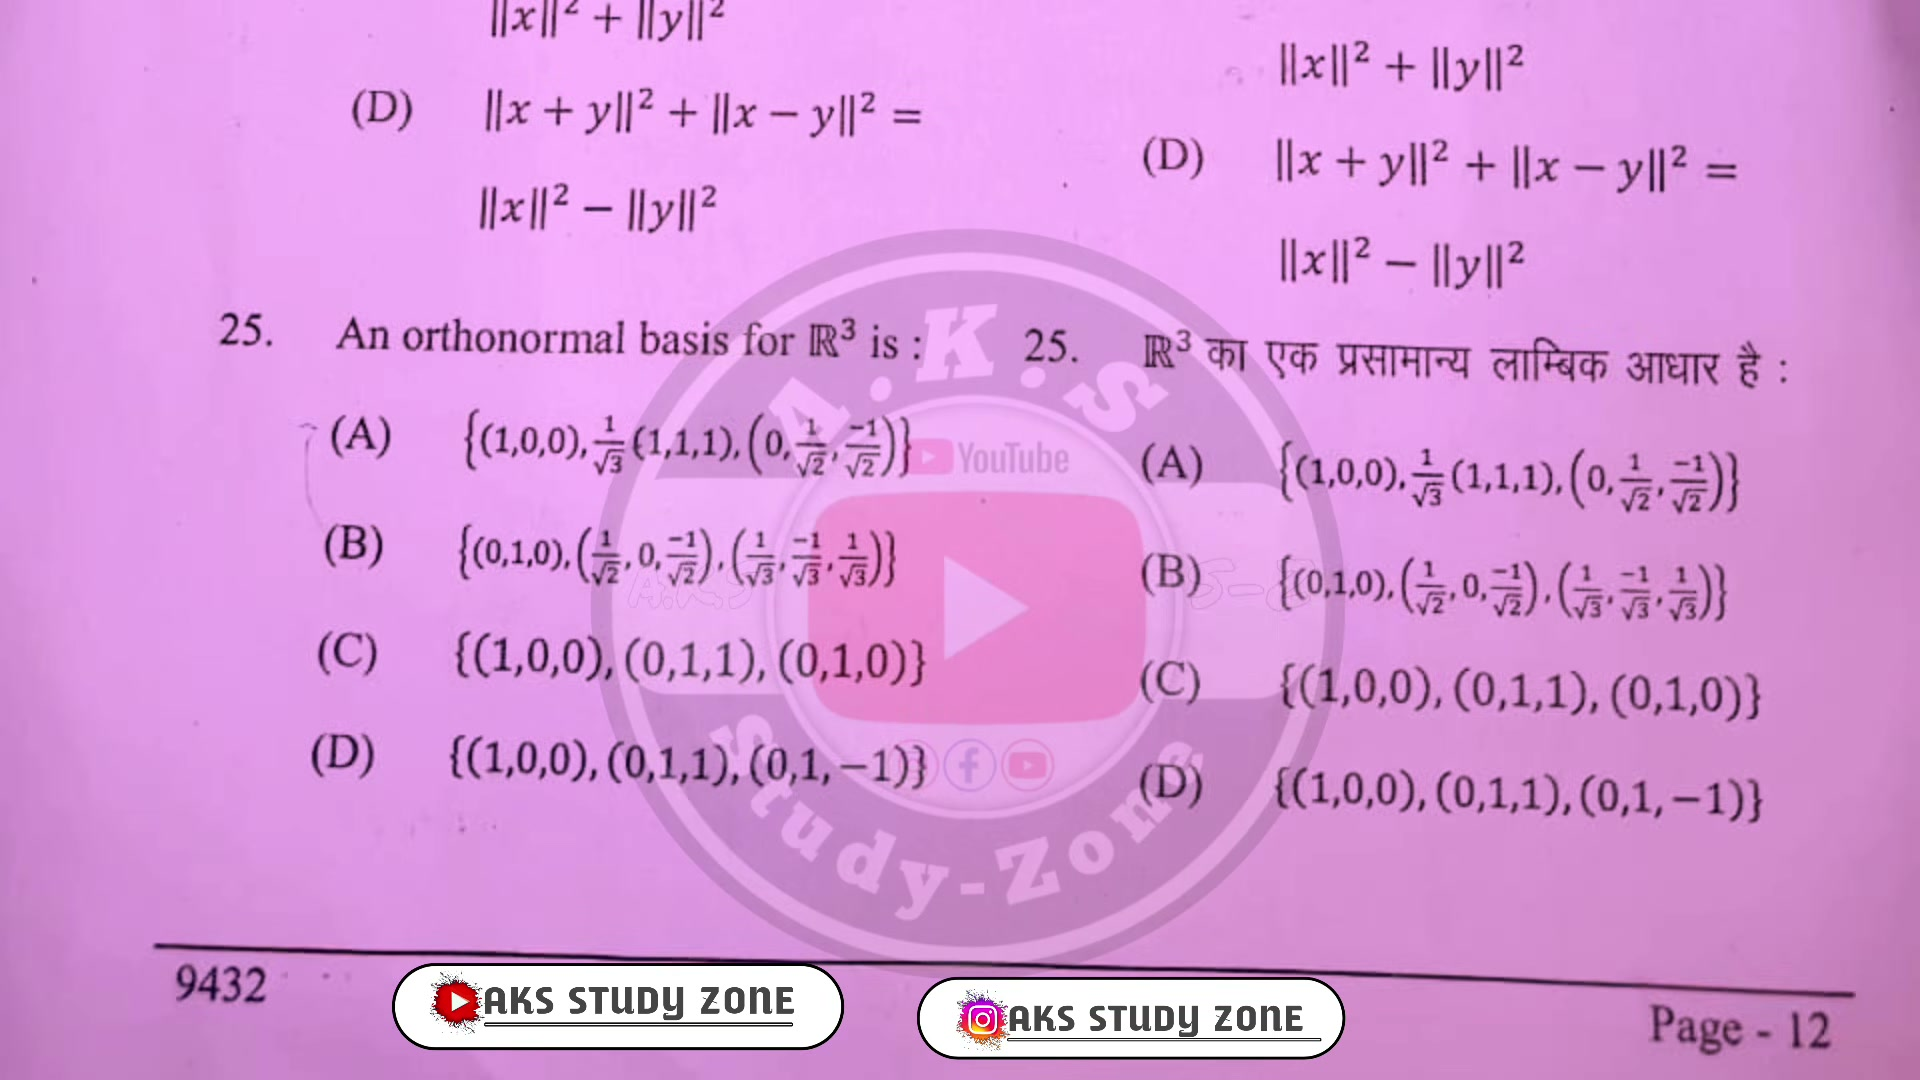 ‖x‖² + ‖y‖²
(D) ‖x + y‖² + ‖x − y‖² =
‖x‖² − ‖y‖²
25. An orthonormal basis for ℝ³ is :
(A) {(1,0,0), 1/√3 (1,1,1), (0, 1/√2, −1/√2)}
(B) {(0,1,0), (1/√2, 0, −1/√2), (1/√3, −1/√3, 1/√3)}
(C) {(1,0,0), (0,1,1), (0,1,0)}
(D) {(1,0,0), (0,1,1), (0,1,−1)}
‖x‖² + ‖y‖²
(D) ‖x + y‖² + ‖x − y‖² =
‖x‖² − ‖y‖²
25. ℝ³ का एक प्रसामान्य लाम्बिक आधार है :
(A) {(1,0,0), 1/√3 (1,1,1), (0, 1/√2, −1/√2)}
(B) {(0,1,0), (1/√2, 0, −1/√2), (1/√3, −1/√3, 1/√3)}
(C) {(1,0,0), (0,1,1), (0,1,0)}
(D) {(1,0,0), (0,1,1), (0,1,−1)}
A.K.S
YouTube
Study-Zone
9432
Page - 12
AKS STUDY ZONE
AKS STUDY ZONE